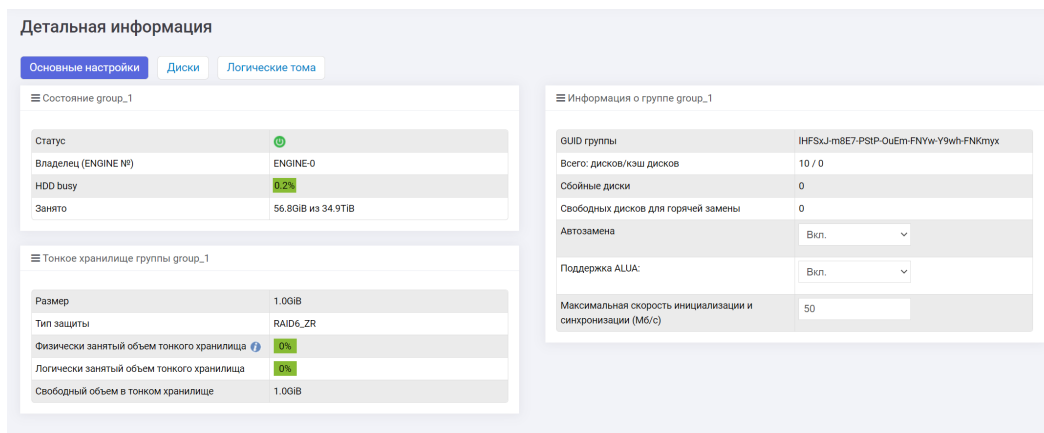 Детальная информация
Основные настройки Диски Логические тома
Состояние group_1
Статус
Владелец (ENGINE №) ENGINE-0
HDD busy 0.2%
Занято 56.8GiB из 34.9TiB
Тонкое хранилище группы group_1
Размер 1.0GiB
Тип защиты RAID6_ZR
Физически занятый объем тонкого хранилища i 0%
Логически занятый объем тонкого хранилища 0%
Свободный объем в тонком хранилище 1.0GiB
Информация о группе group_1
GUID группы lHFSxJ-m8E7-PStP-OuEm-FNYw-Y9wh-FNKmyx
Всего: дисков/кэш дисков 10 / 0
Сбойные диски 0
Свободных дисков для горячей замены 0
Автозамена Вкл.
Поддержка ALUA: Вкл.
Максимальная скорость инициализации и
синхронизации (Мб/с) 50